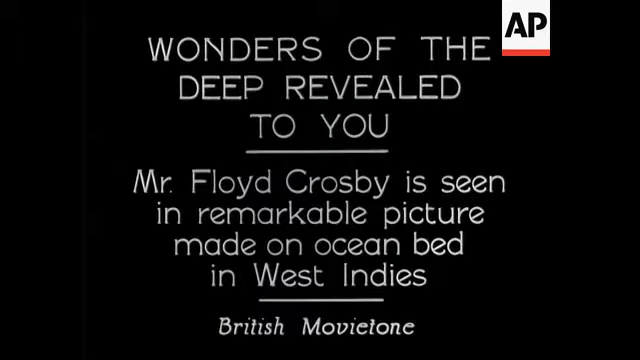 AP
WONDERS OF THE
DEEP REVEALED
TO YOU
Mr. Floyd Crosby is seen
in remarkable picture
made on ocean bed
in West Indies
British Movietone